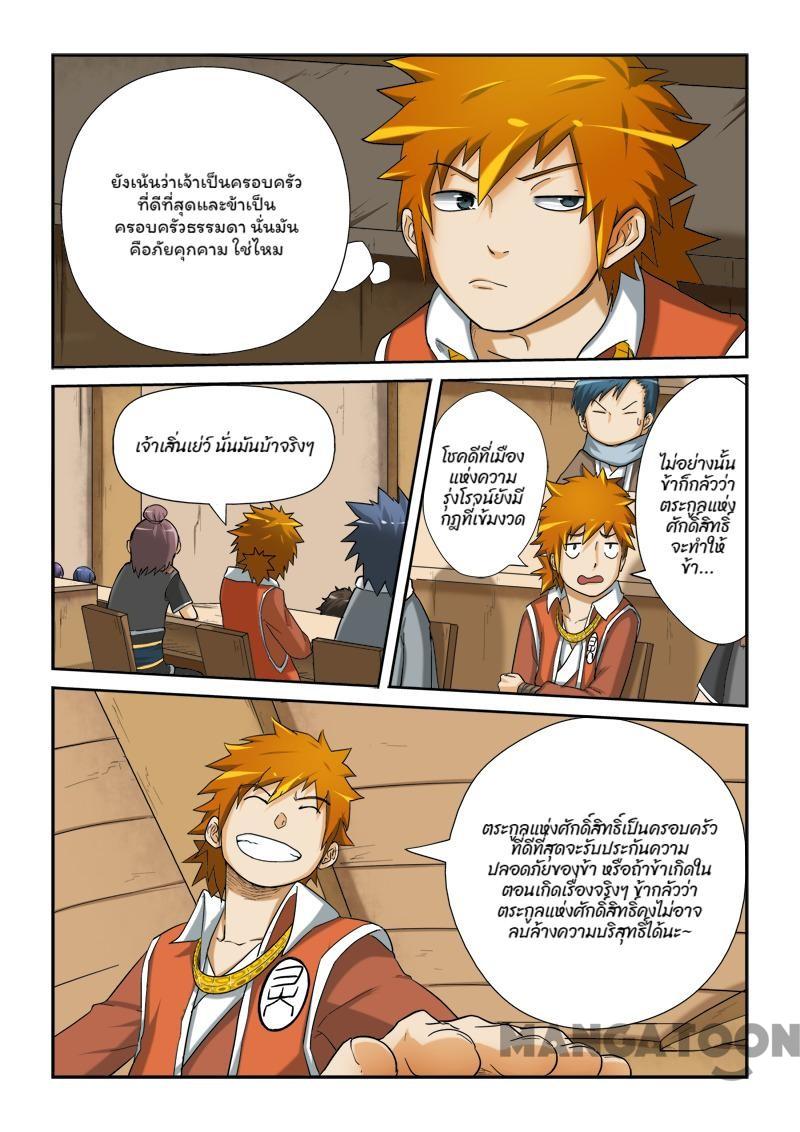 ยังเน้นว่าเจ้าเป็นครอบครัว
ที่ดีที่สุดและข้าเป็น
ครอบครัวธรรมดา นั่นมัน
คือภัยคุกคาม ใช่ไหม
เจ้าเสิ่นเย่ว์ นั่นมันบ้าจริงๆ
โชคดีที่เมือง
แห่งความ
รุ่งโรจน์ยังมี
กฎที่เข้มงวด
ไม่อย่างนั้น
ข้าก็กลัวว่า
ตระกูลแห่ง
ศักดิ์สิทธิ์
จะทำให้
ข้า...
ตระกูลแห่งศักดิ์สิทธิ์เป็นครอบครัว
ที่ดีที่สุดจะรับประกันความ
ปลอดภัยของข้า หรือถ้าข้าเกิดใน
ตอนเกิดเรื่องจริงๆ ข้ากลัวว่า
ตระกูลแห่งศักดิ์สิทธิ์คงไม่อาจ
ลบล้างความบริสุทธิ์ได้นะ~
MANGATOON